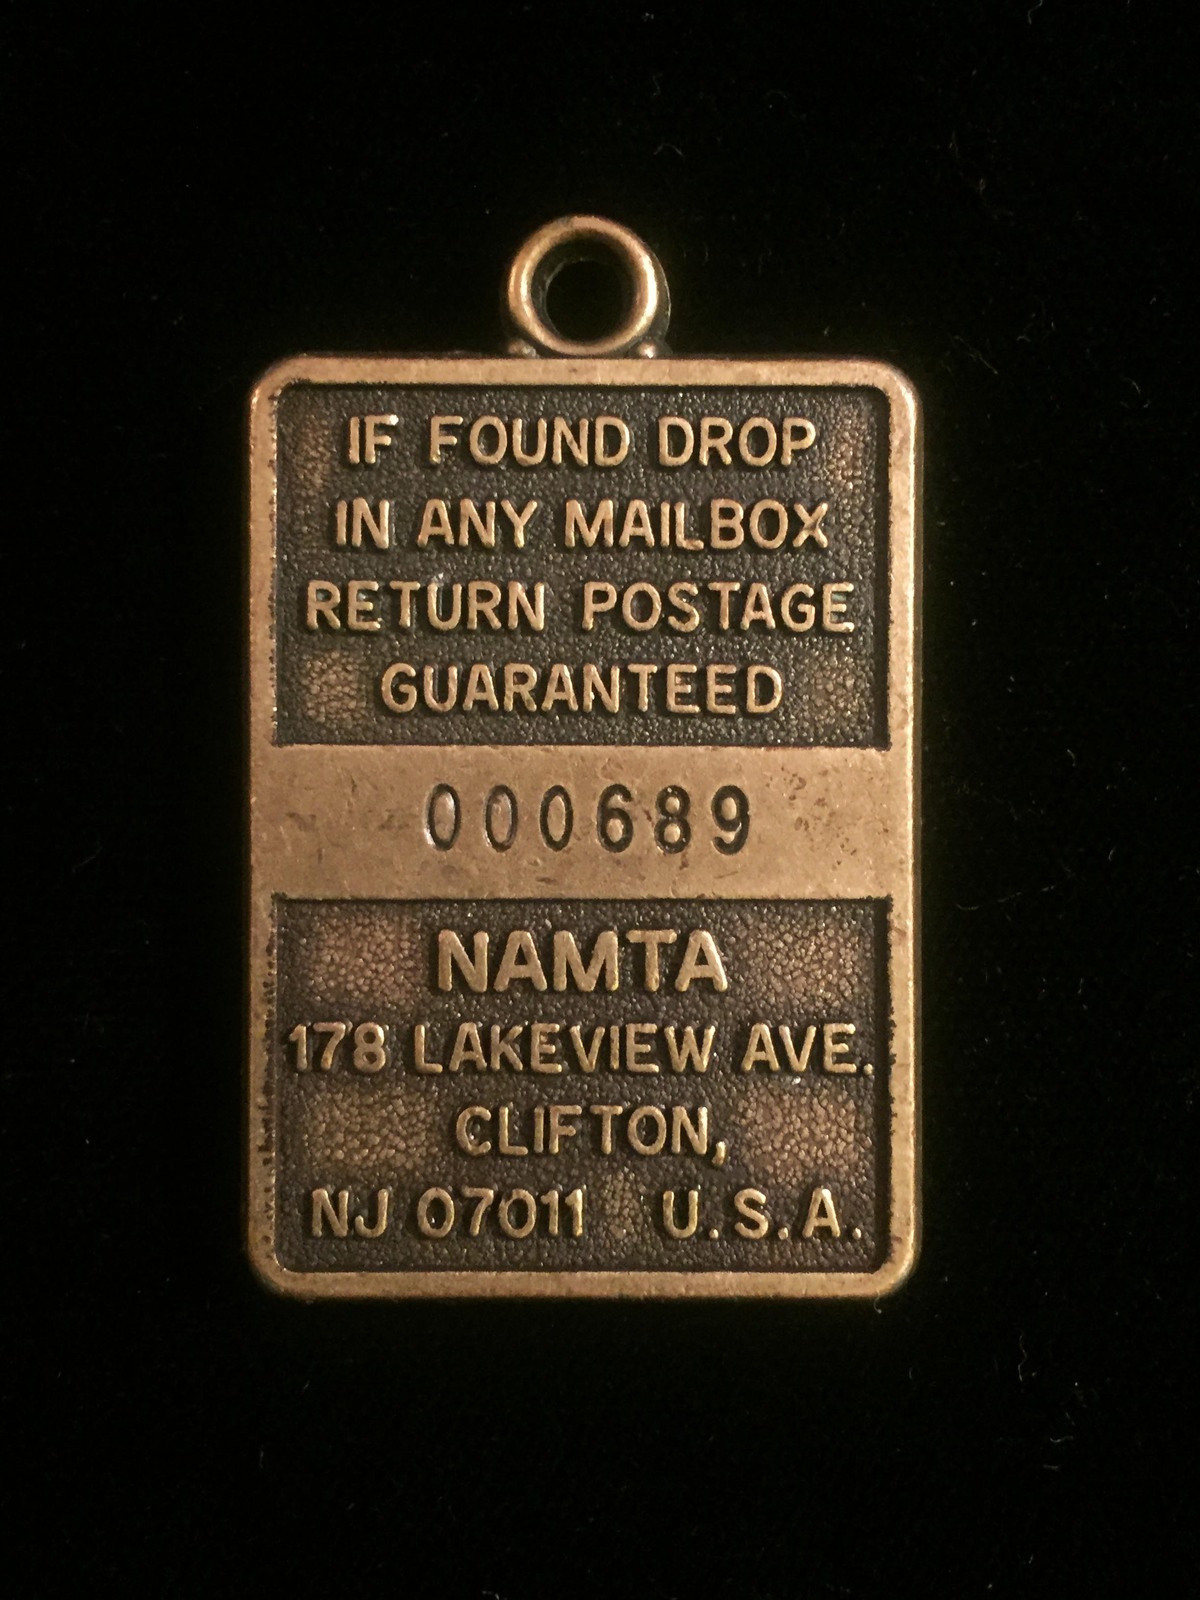 IF FOUND DROP
IN ANY MAILBOX
RETURN POSTAGE
GUARANTEED
000689
NAMTA
178 LAKEVIEW AVE.
CLIFTON,
NJ 07011 U.S.A.